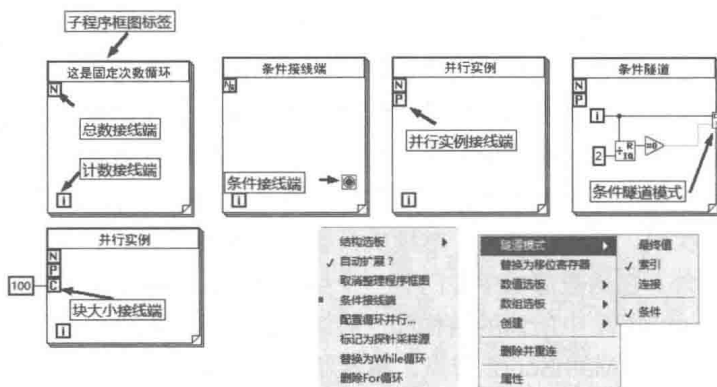 子程序框图标签
这是固定次数循环
N
总数接线端
计数接线端
i
条件接线端
N
条件接线端
i
并行实例
N
P
并行实例接线端
i
条件隧道
N
P
i
2
R
IQ
=0
条件隧道模式
并行实例
N
P
100
C
块大小接线端
i
结构选板
✓ 自动扩展?
取消整理程序框图
条件接线端
配置循环并行...
标记为探针采样源
替换为While循环
删除For循环
隧道模式
替换为移位寄存器
数值选板
数组选板
创建
删除并重连
属性
最终值
✓ 索引
连接
✓ 条件